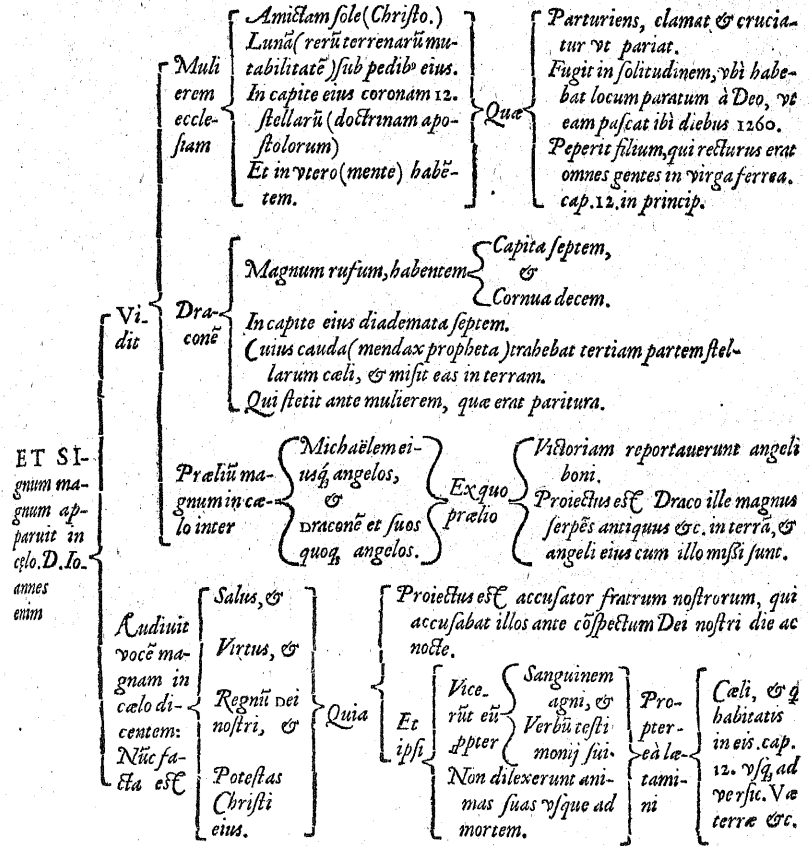 ET SI-
gnum ma-
gnum ap-
paruit in
cęlo. D. Io-
annes
enim
Vi-
dit
Muli
erem
eccle-
ſiam
Amictam ſole (Chriſto.)
Lunā (rerū terrenarū mu-
tabilitatē) ſub pedibꝰ eius.
In capite eius coronam 12.
ſtellarū (doctrinam apo-
ſtolorum)
Et in vtero (mente) habē-
tem.
Quæ
Parturiens, clamat & crucia-
tur vt pariat.
Fugit in ſolitudinem, vbi habe-
bat locum paratum à Deo, vt
eam paſcat ibi diebus 1260.
Peperit filium, qui recturus erat
omnes gentes in virga ferrea.
cap. 12. in princip.
Dra-
conē
Magnum rufum, habentem
Capita ſeptem,
&
Cornua decem.
In capite eius diademata ſeptem.
Cuius cauda (mendax propheta) trahebat tertiam partem ſtel-
larum cæli, & miſit eas in terram.
Qui ſtetit ante mulierem, quæ erat paritura.
Præliū ma-
gnum in cæ-
lo inter
Michaëlem ei-
uſq́; angelos,
&
Draconē et ſuos
quoq; angelos.
Ex quo
prælio
Victoriam reportauerunt angeli
boni.
Proiectus eſt Draco ille magnus
ſerpēs antiquus &c. in terrā, &
angeli eius cum illo miſſi ſunt.
Audiuit
vocē ma-
gnam in
cælo di-
centem:
Nūc fa-
cta eſt
Salus, &
Virtus, &
Regnū Dei
noſtri, &
Poteſtas
Chriſti
eius.
Quia
Proiectus eſt accuſator fratrum noſtrorum, qui
accuſabat illos ante cōſpectum Dei noſtri die ac
nocte.
Et
ipſi
Vice-
rūt eū
ꝓpter
Sanguinem
agni, &
Verbū teſti
monij ſui.
Non dilexerunt ani-
mas ſuas vſque ad
mortem.
Pro-
pter-
eà læ-
tami-
ni
Cæli, & q̄
habitatis
in eis. cap.
12. vſq́; ad
verſic. Væ
terræ &c.